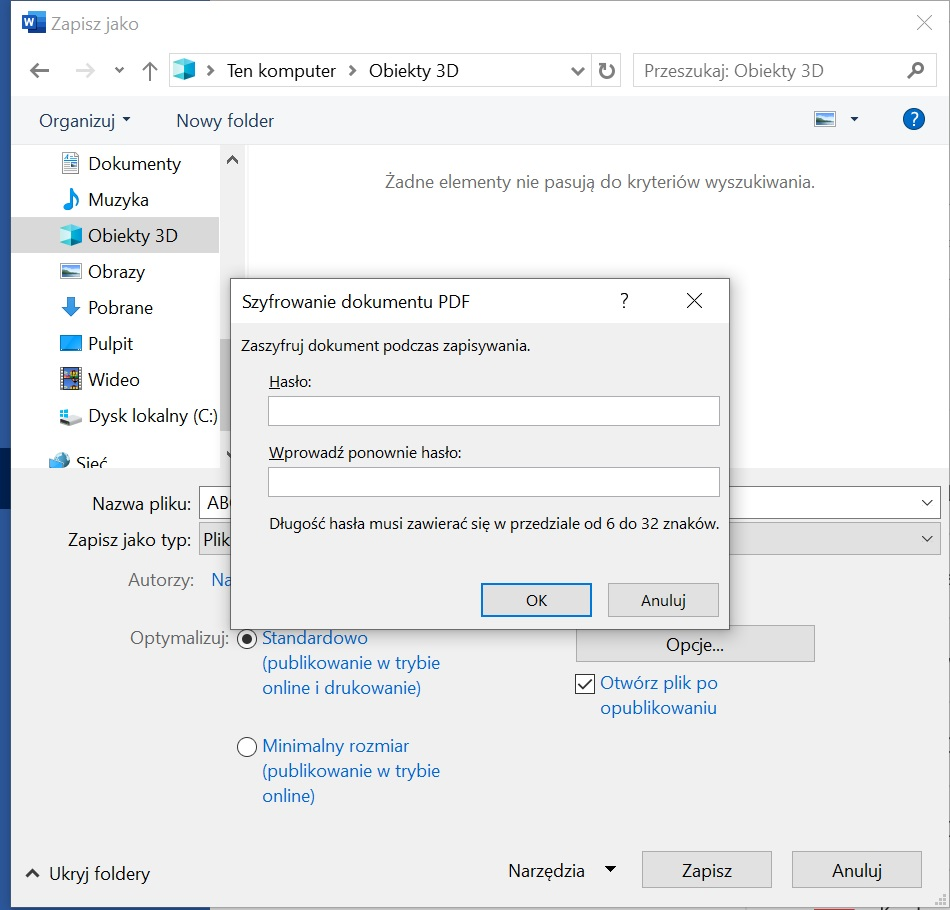 Zapisz jako
Ten komputer > Obiekty 3D
Przeszukaj: Obiekty 3D
Organizuj
Nowy folder
Dokumenty
Żadne elementy nie pasują do kryteriów wyszukiwania.
Muzyka
Obiekty 3D
Obrazy
Pobrane
Pulpit
Wideo
Dysk lokalny (C:)
Sieć
Szyfrowanie dokumentu PDF
?
Zaszyfruj dokument podczas zapisywania.
Hasło:
Wprowadź ponownie hasło:
Długość hasła musi zawierać się w przedziale od 6 do 32 znaków.
OK
Anuluj
Nazwa pliku:
Zapisz jako typ: Plik
Autorzy:
Optymalizuj:
Standardowo
(publikowanie w trybie
online i drukowanie)
Minimalny rozmiar
(publikowanie w trybie
online)
Opcje...
Otwórz plik po
opublikowaniu
Ukryj foldery
Narzędzia
Zapisz
Anuluj